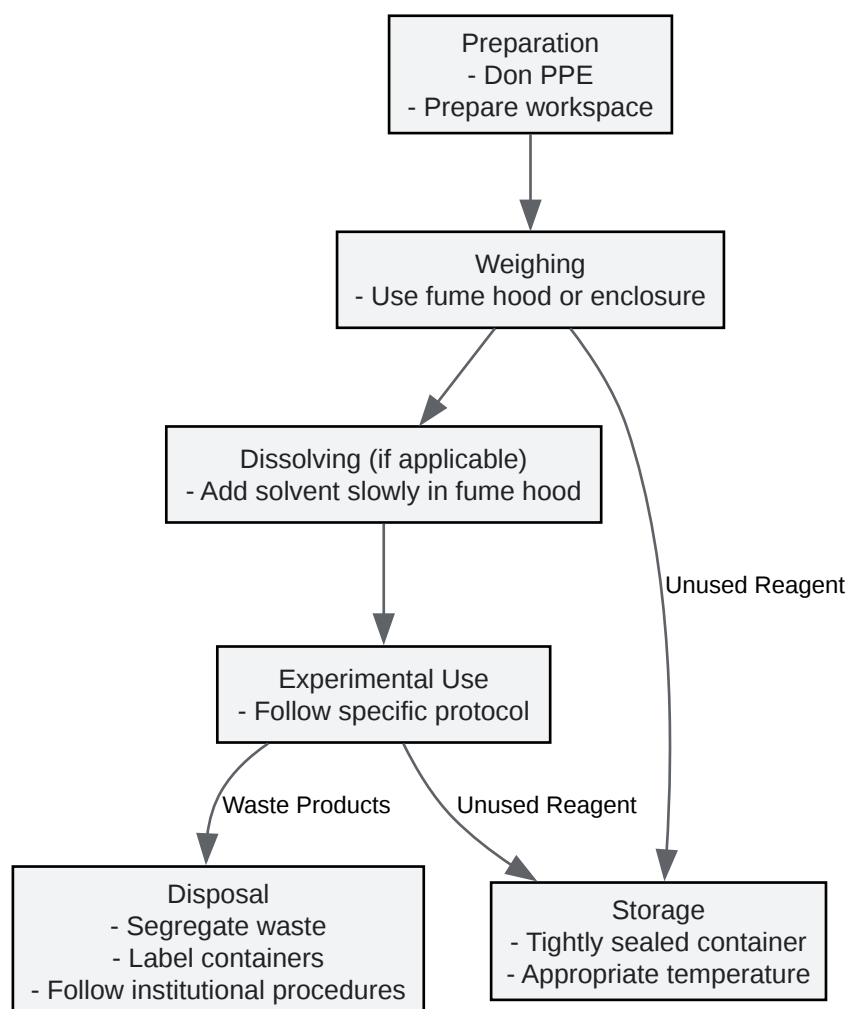 Preparation
- Don PPE
- Prepare workspace
Weighing
- Use fume hood or enclosure
Dissolving (if applicable)
- Add solvent slowly in fume hood
Unused Reagent
Experimental Use
- Follow specific protocol
Waste Products
Unused Reagent
Disposal
- Segregate waste
- Label containers
- Follow institutional procedures
Storage
- Tightly sealed container
- Appropriate temperature